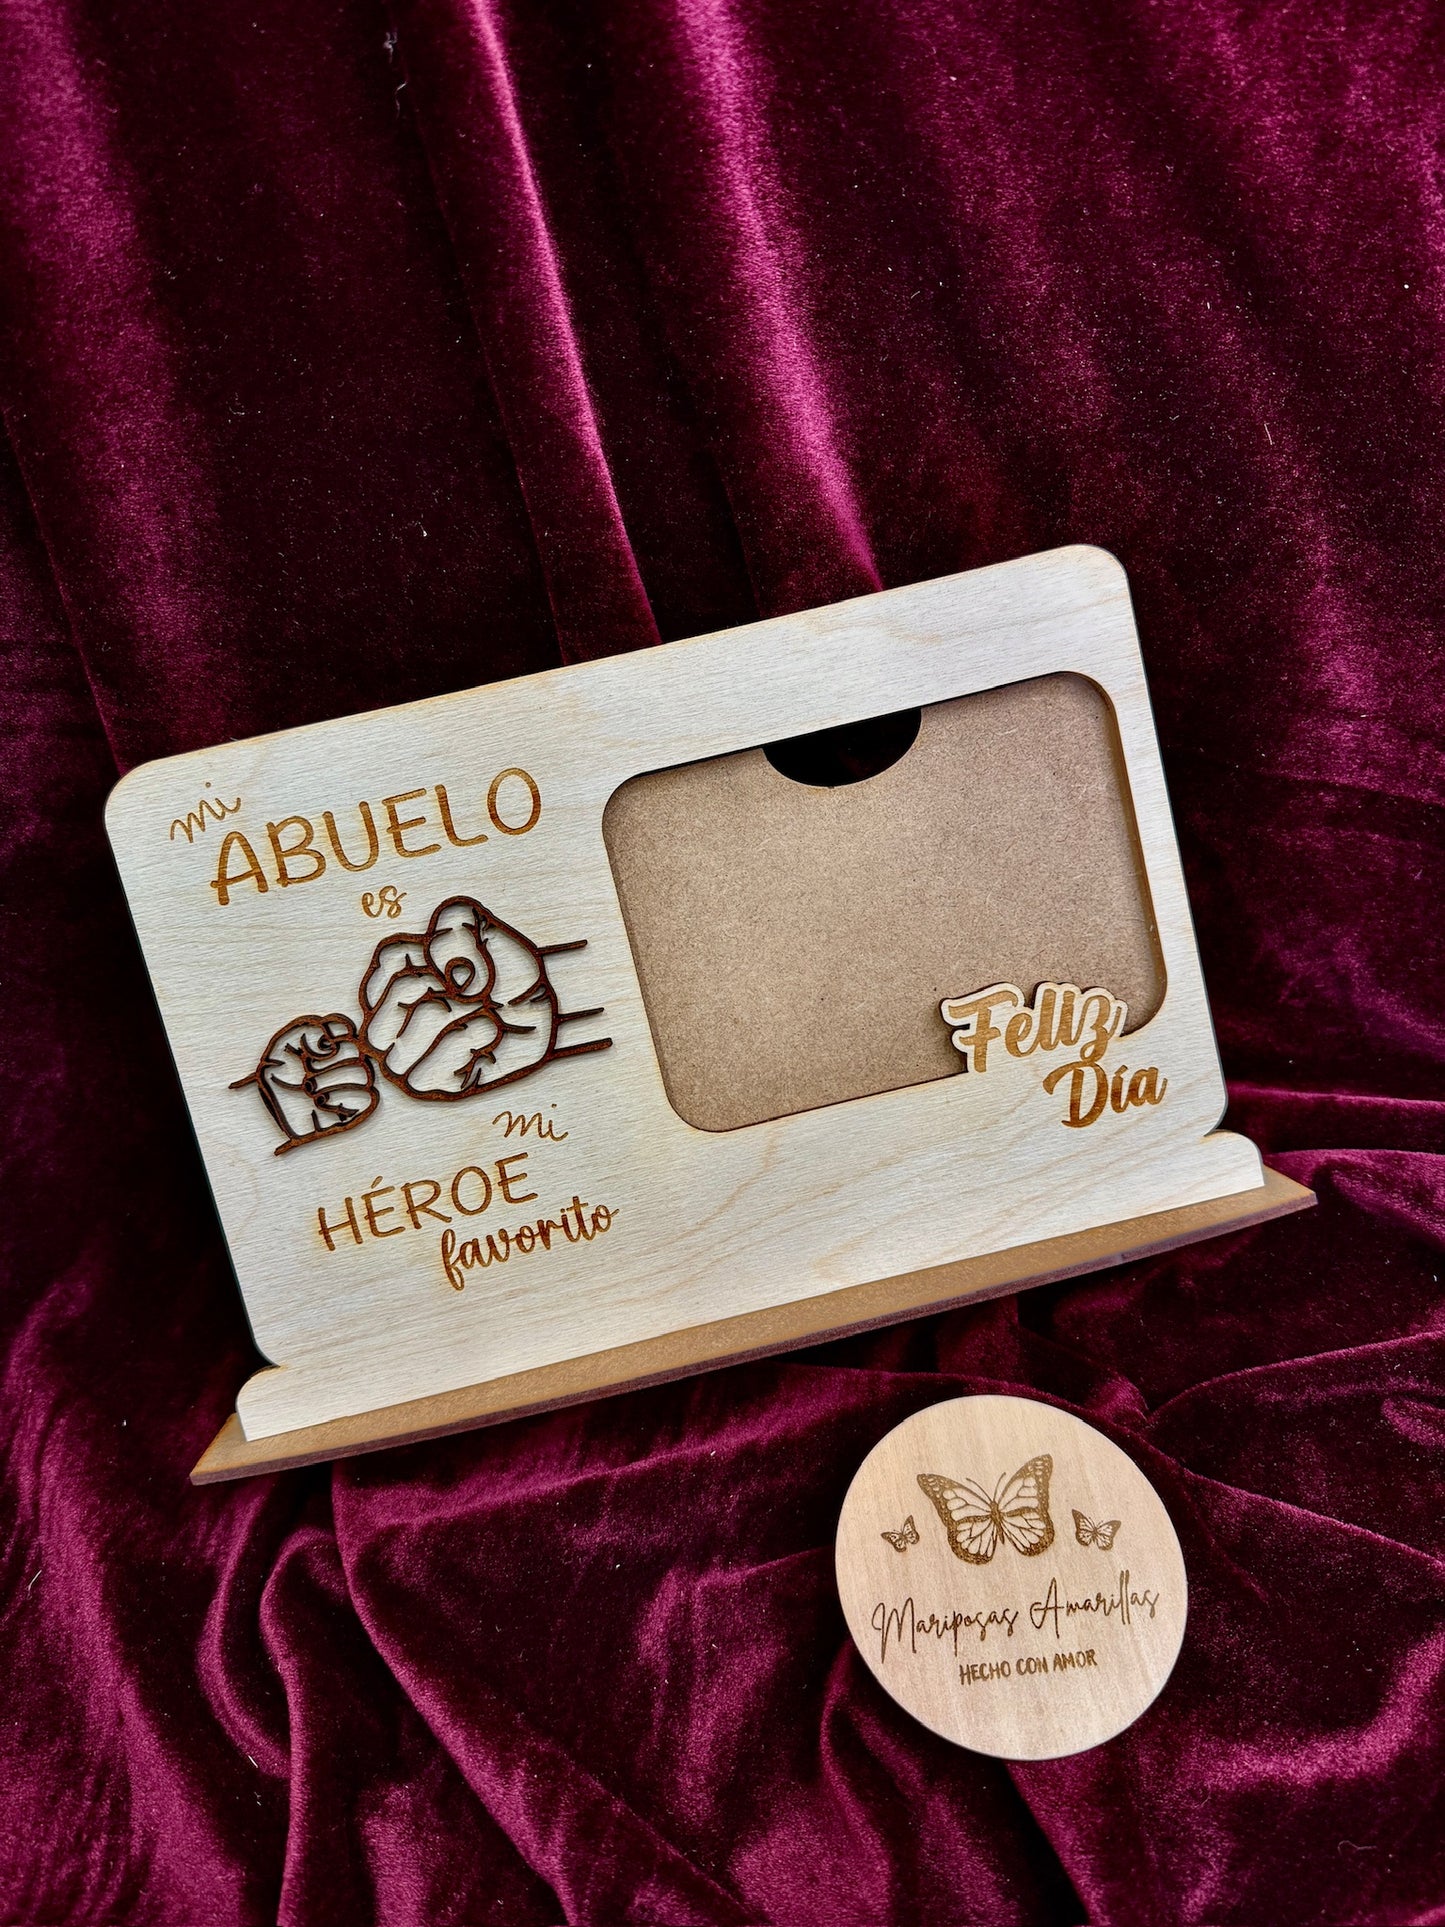 mi
ABUELO
es
mi
HÉROE
favorito
Feliz
Día
Mariposas Amarillas
HECHO CON AMOR